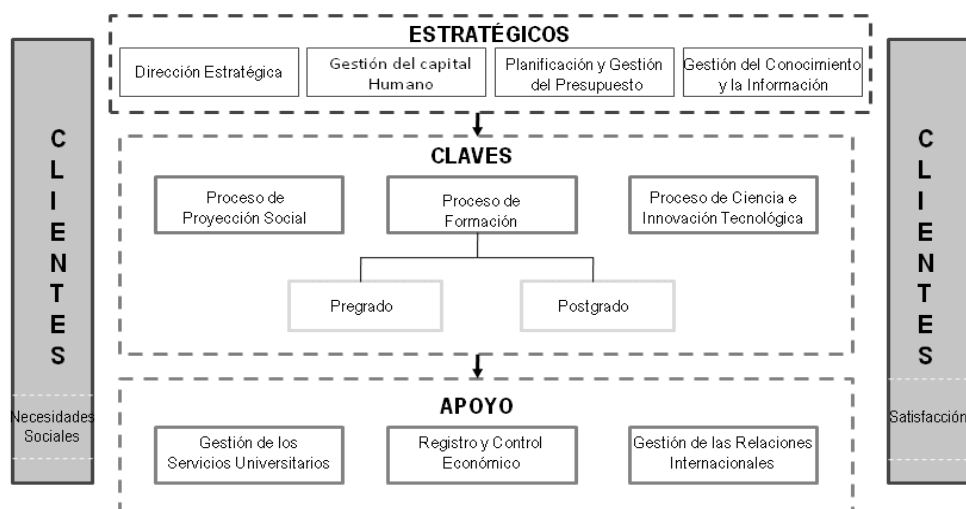 ESTRATÉGICOS
Dirección Estratégica
Gestión del capital
Humano
Planificación y Gestión
del Presupuesto
Gestión del Conocimiento
y la Información
CLIENTES
Necesidades
Sociales
CLAVES
Proceso de
Proyección Social
Proceso de
Formación
Proceso de Ciencia e
Innovación Tecnológica
Pregrado
Postgrado
APOYO
Gestión de los
Servicios Universitarios
Registro y Control
Económico
Gestión de las Relaciones
Internacionales
CLIENTES
Satisfacción